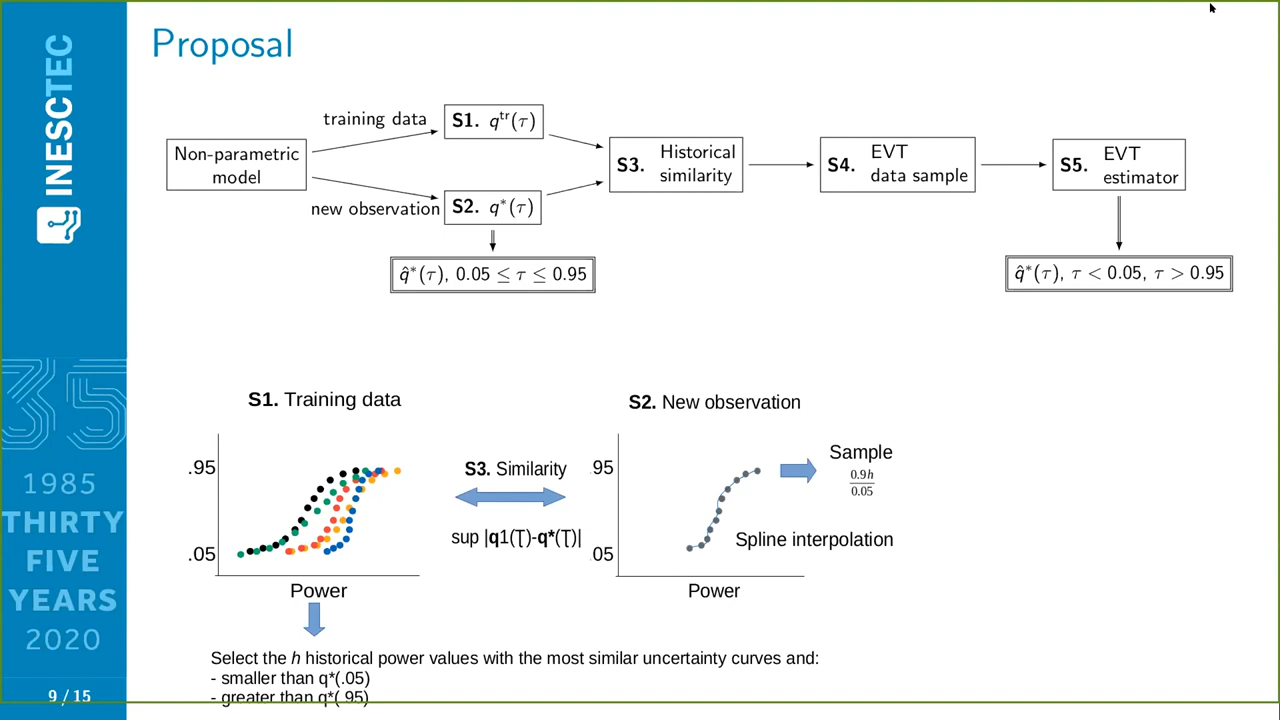 Proposal
INESCTEC
training data
S1. q^tr(τ)
Non-parametric
model
new observation
S2. q*(τ)
S3. Historical
similarity
S4. EVT
data sample
S5. EVT
estimator
q̂*(τ), 0.05 ≤ τ ≤ 0.95
q̂*(τ), τ < 0.05, τ > 0.95
S1. Training data
.95
.05
Power
S3. Similarity
sup |q1(Ʈ)-q*(Ʈ)|
S2. New observation
95
05
Power
Sample
0.9h
0.05
Spline interpolation
Select the h historical power values with the most similar uncertainty curves and:
- smaller than q*(.05)
- greater than q*(.95)
35
1985
THIRTY
FIVE
YEARS
2020
9 / 15